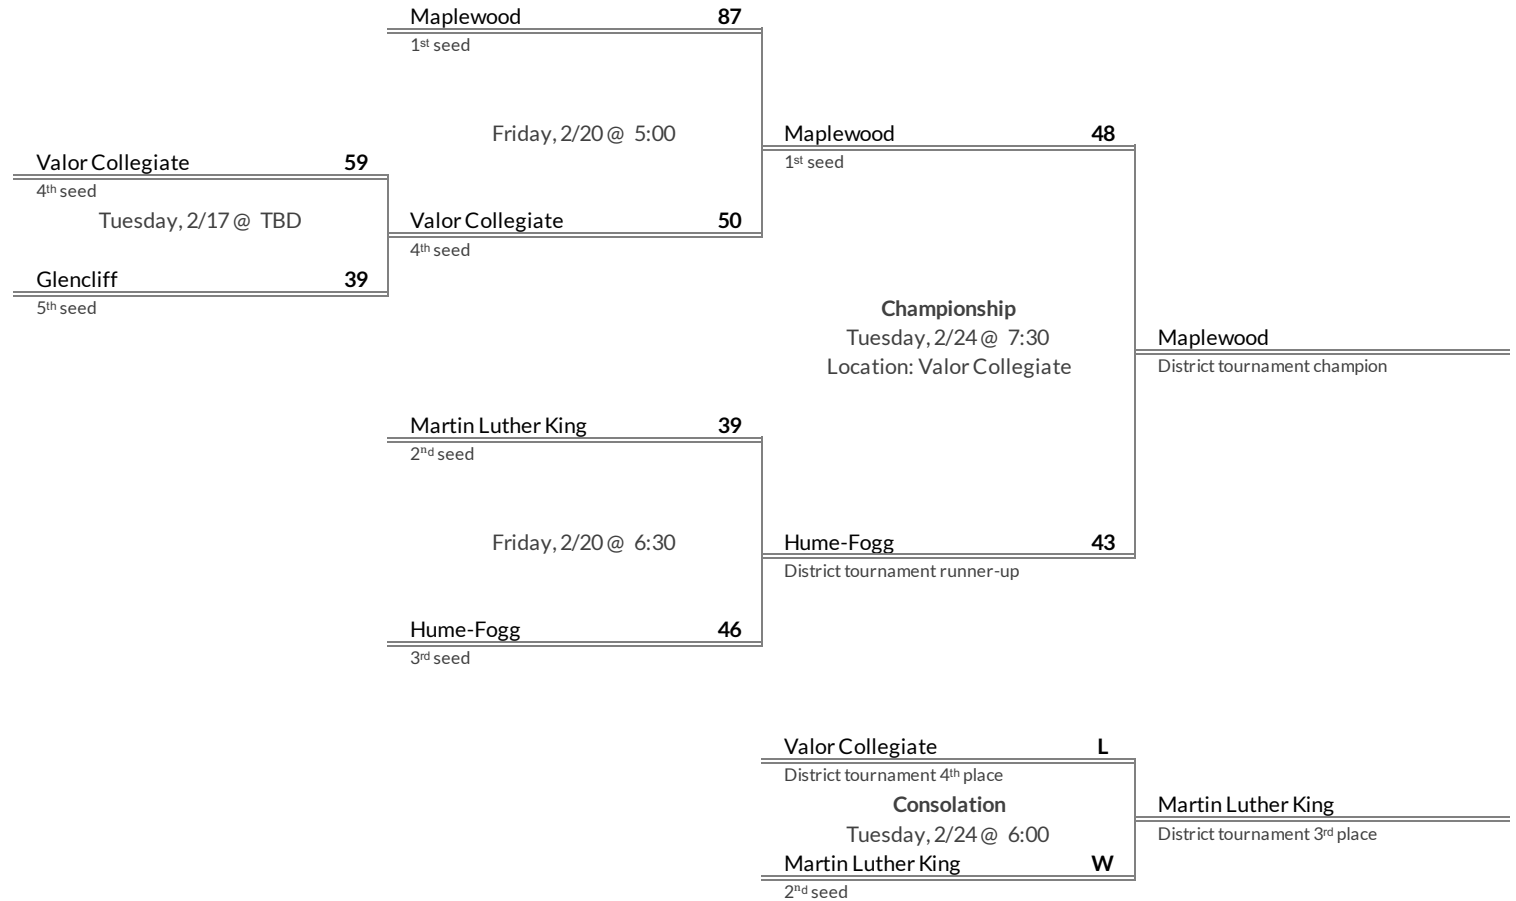 Maplewood 87
1st seed
Friday, 2/20 @ 5:00
Maplewood 48
1st seed
Valor Collegiate 59
4th seed
Tuesday, 2/17 @ TBD
Valor Collegiate 50
4th seed
Glencliff 39
5th seed
Championship
Tuesday, 2/24 @ 7:30
Location: Valor Collegiate
Maplewood
District tournament champion
Martin Luther King 39
2nd seed
Friday, 2/20 @ 6:30
Hume-Fogg 43
District tournament runner-up
Hume-Fogg 46
3rd seed
Valor Collegiate L
District tournament 4th place
Consolation
Tuesday, 2/24 @ 6:00
Martin Luther King W
2nd seed
Martin Luther King
District tournament 3rd place